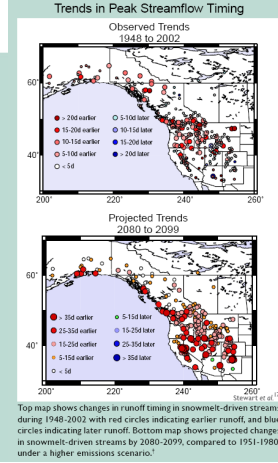 Trends in Peak Streamflow Timing
Observed Trends
1948 to 2002
60°
40°
> 20d earlier
15-20d earlier
10-15d earlier
5-10d earlier
< 5d
5-10d later
10-15d later
15-20d later
> 20d later
200° 220° 240° 260°
Projected Trends
2080 to 2099
60°
40°
> 35d earlier
25-35d earlier
15-25d earlier
5-15d earlier
< 5d
5-15d later
15-25d later
25-35d later
> 35d later
200° 220° 240° 260°
Stewart et al.
Top map shows changes in runoff timing in snowmelt-driven streams
during 1948-2002 with red circles indicating earlier runoff, and blue
circles indicating later runoff. Bottom map shows projected changes
in snowmelt-driven streams by 2080-2099, compared to 1951-1980,
under a higher emissions scenario.†